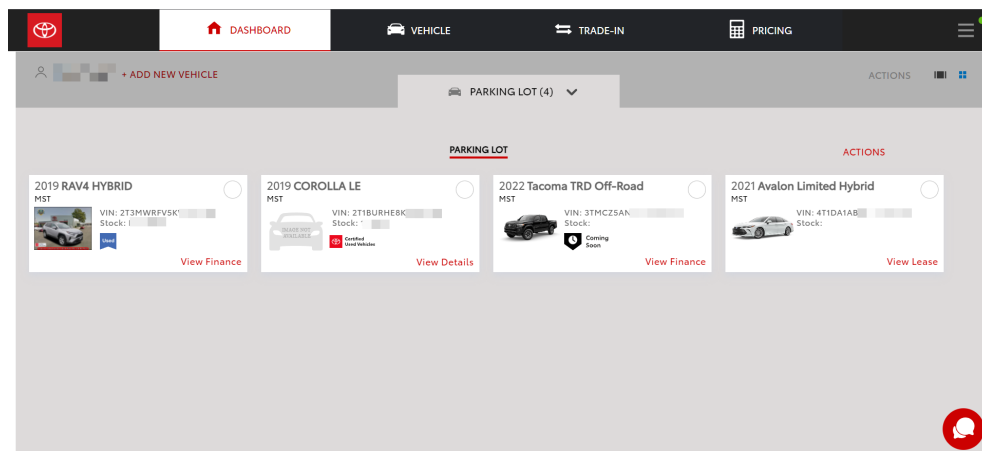 DASHBOARD
VEHICLE
TRADE-IN
PRICING
+ ADD NEW VEHICLE
ACTIONS
PARKING LOT (4)
PARKING LOT
ACTIONS
2019 RAV4 HYBRID
MST
VIN: 2T3MWRFV5K
Stock:
Used
View Finance
2019 COROLLA LE
MST
IMAGE NOT
AVAILABLE
VIN: 2T1BURHE8K
Stock:
Certified
Used Vehicles
View Details
2022 Tacoma TRD Off-Road
MST
VIN: 3TMCZ5AN
Stock:
Coming
Soon
View Finance
2021 Avalon Limited Hybrid
MST
VIN: 4T1DA1AB
Stock:
View Lease